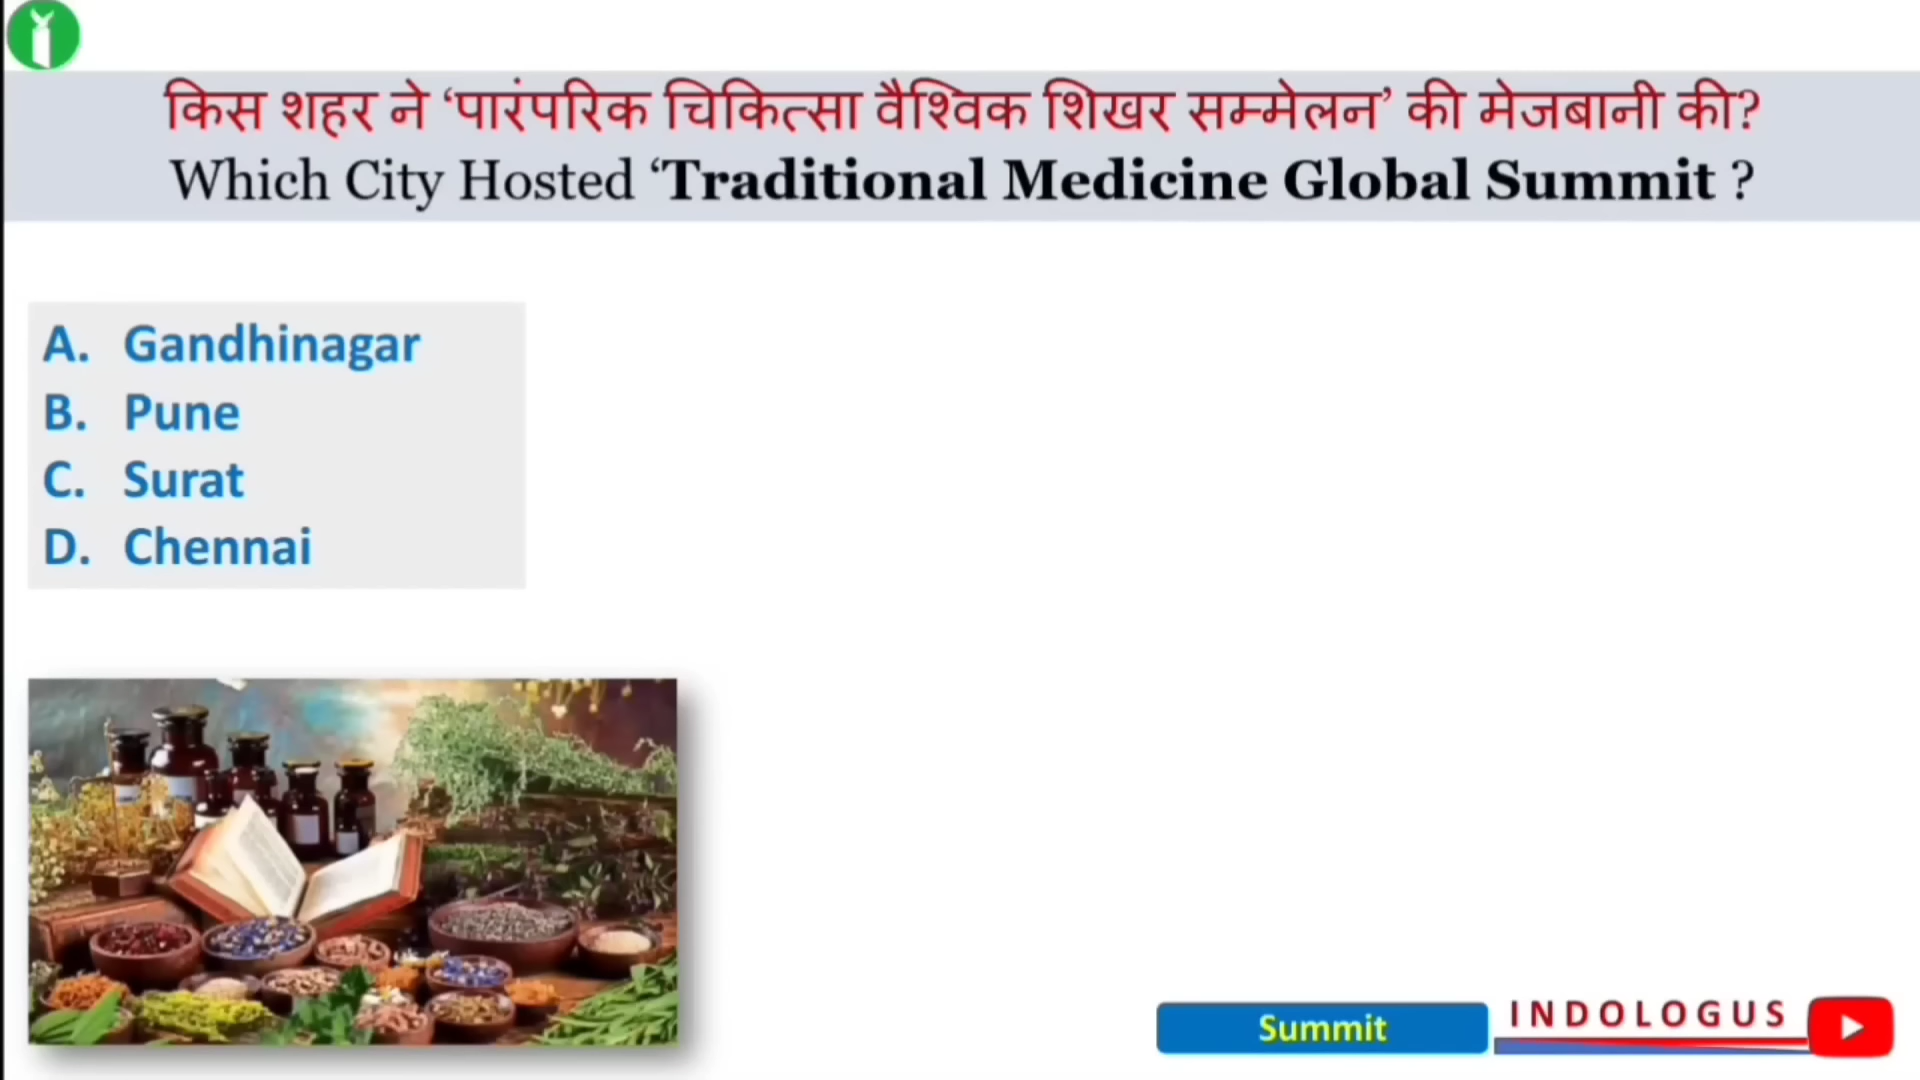 किस शहर ने ‘पारंपरिक चिकित्सा वैश्विक शिखर सम्मेलन’ की मेजबानी की?
Which City Hosted ‘Traditional Medicine Global Summit ?
A. Gandhinagar
B. Pune
C. Surat
D. Chennai
Summit
INDOLOGUS